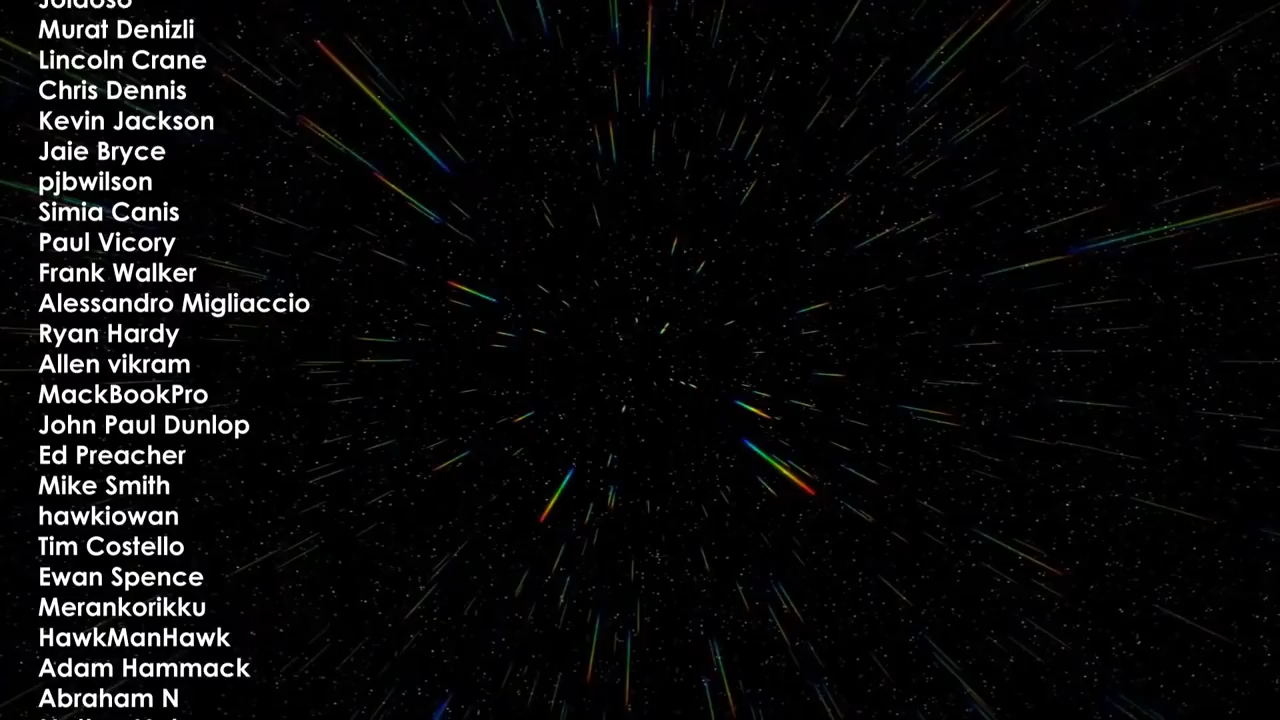 Murat Denizli
Lincoln Crane
Chris Dennis
Kevin Jackson
Jaie Bryce
pjbwilson
Simia Canis
Paul Vicory
Frank Walker
Alessandro Migliaccio
Ryan Hardy
Allen vikram
MackBookPro
John Paul Dunlop
Ed Preacher
Mike Smith
hawkiowan
Tim Costello
Ewan Spence
Merankorikku
HawkManHawk
Adam Hammack
Abraham N